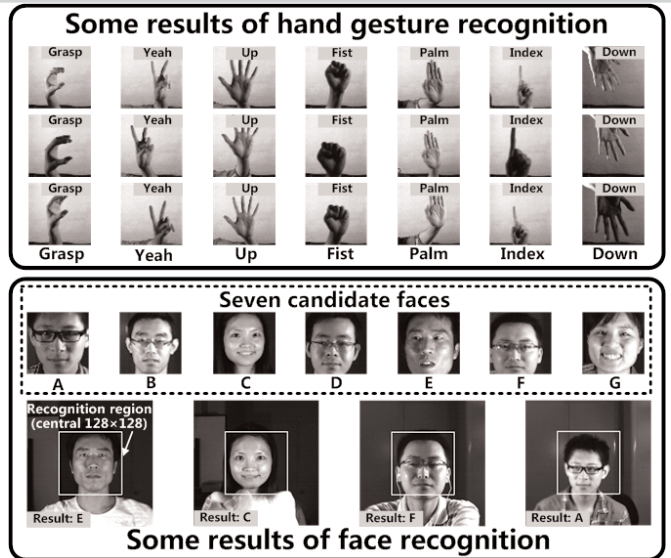 Some results of hand gesture recognition
Grasp Yeah Up Fist Palm Index Down
Grasp Yeah Up Fist Palm Index Down
Grasp Yeah Up Fist Palm Index Down
Grasp Yeah Up Fist Palm Index Down
Seven candidate faces
A B C D E F G
Recognition region
(central 128×128)
Result: E Result: C Result: F Result: A
Some results of face recognition